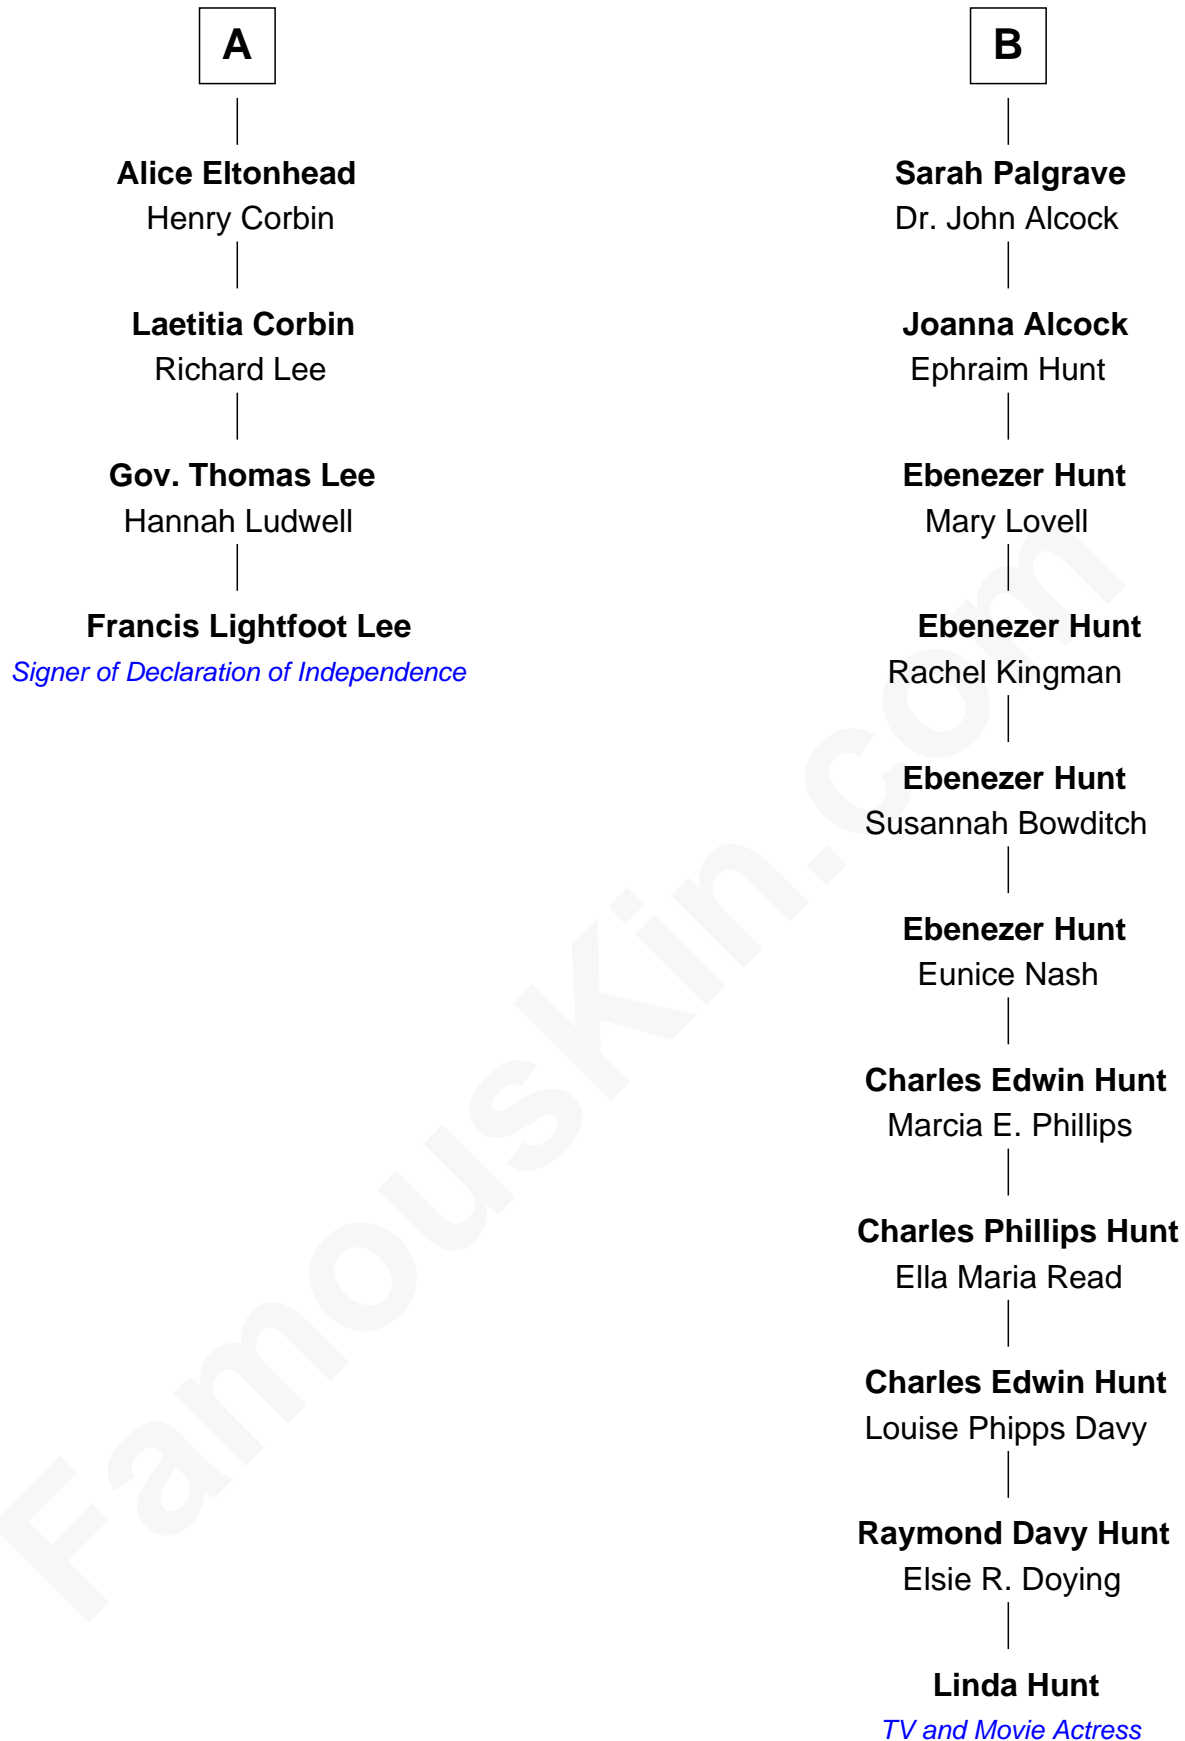 A
Alice Eltonhead
Henry Corbin
Laetitia Corbin
Richard Lee
Gov. Thomas Lee
Hannah Ludwell
Francis Lightfoot Lee
Signer of Declaration of Independence
B
Sarah Palgrave
Dr. John Alcock
Joanna Alcock
Ephraim Hunt
Ebenezer Hunt
Mary Lovell
Ebenezer Hunt
Rachel Kingman
Ebenezer Hunt
Susannah Bowditch
Ebenezer Hunt
Eunice Nash
Charles Edwin Hunt
Marcia E. Phillips
Charles Phillips Hunt
Ella Maria Read
Charles Edwin Hunt
Louise Phipps Davy
Raymond Davy Hunt
Elsie R. Doying
Linda Hunt
TV and Movie Actress
FamousKin.com